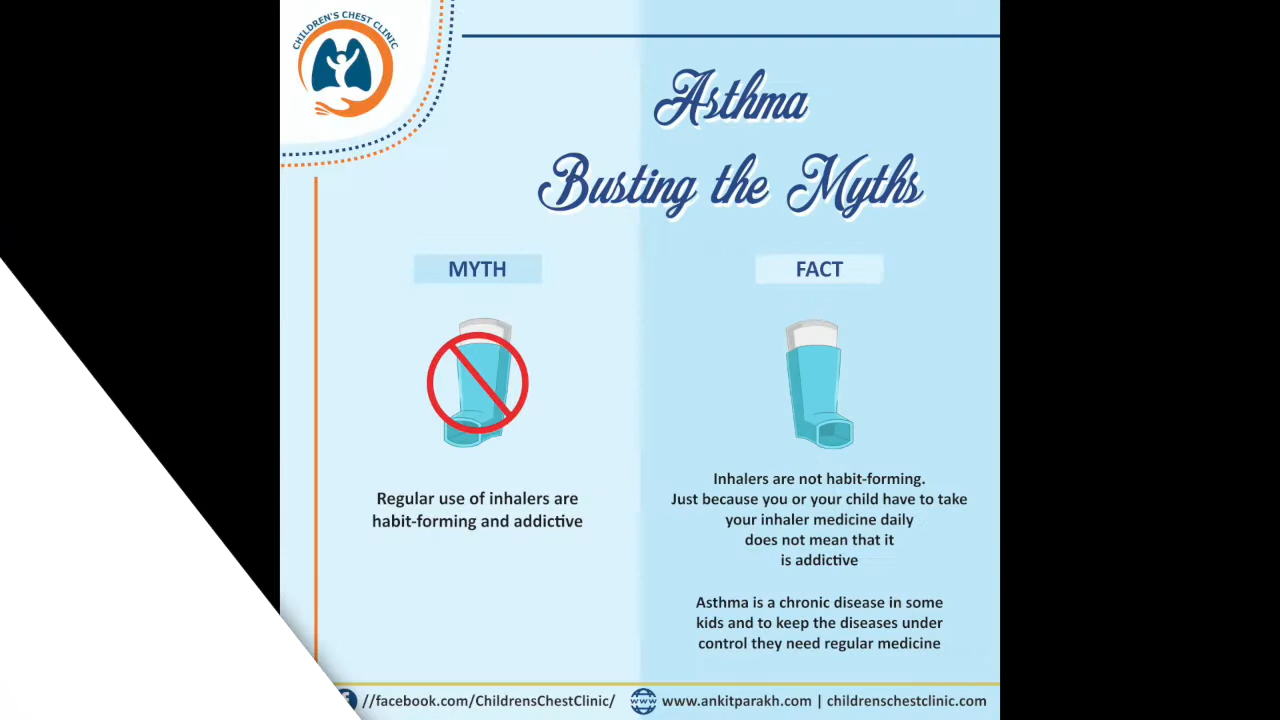 CHILDREN'S CHEST CLINIC
Asthma
Busting the Myths
MYTH
Regular use of inhalers are
habit-forming and addictive
FACT
Inhalers are not habit-forming.
Just because you or your child have to take
your inhaler medicine daily
does not mean that it
is addictive
Asthma is a chronic disease in some
kids and to keep the diseases under
control they need regular medicine
//facebook.com/ChildrensChestClinic/
www
www.ankitparakh.com | childrenschestclinic.com